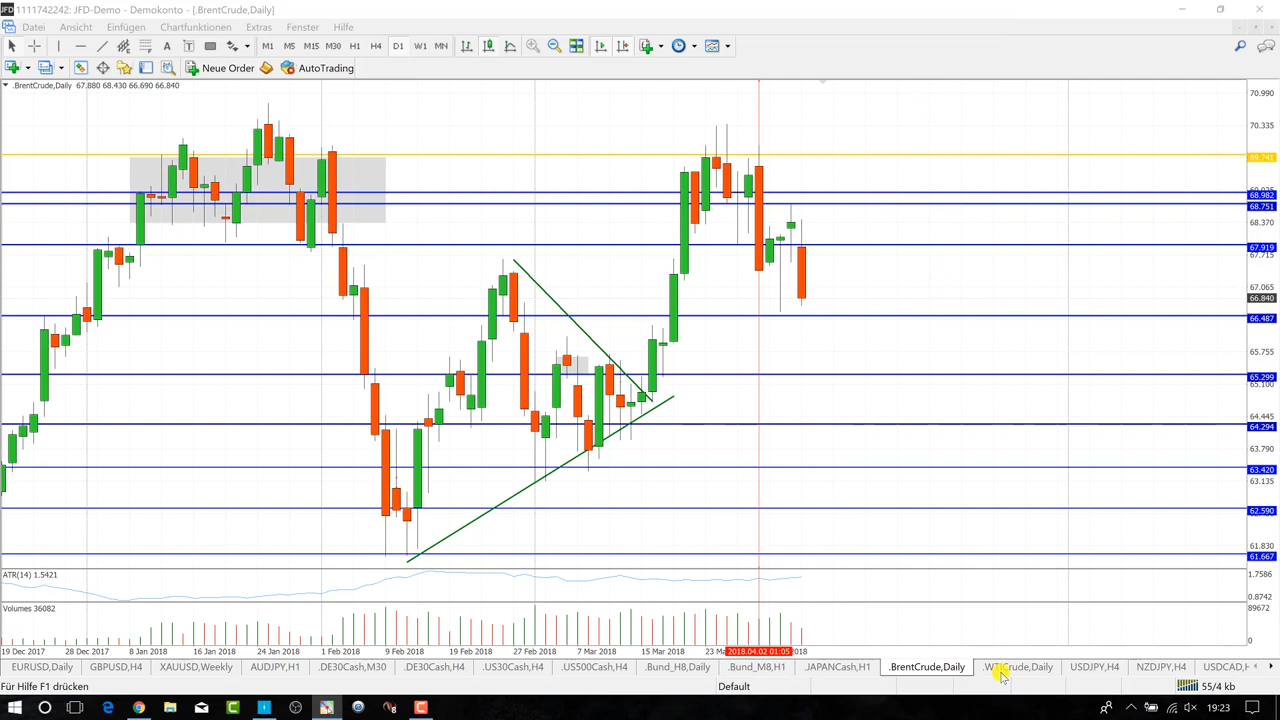 1111742242: JFD-Demo - Demokonto - [.BrentCrude,Daily]
Datei Ansicht Einfügen Chartfunktionen Extras Fenster Hilfe
A T M1 M5 M15 M30 H1 H4 D1 W1 MN
Neue Order AutoTrading
.BrentCrude,Daily 67.880 68.430 66.690 66.840
70.990
70.335
69.741
68.982
68.751
68.370
67.919
67.715
67.065
66.840
66.487
65.755
65.299
65.100
64.445
64.294
63.790
63.420
63.135
62.590
61.830
61.667
ATR(14) 1.5421
1.7586
0.8742
Volumes 36082
89672
0
19 Dec 2017 28 Dec 2017 8 Jan 2018 16 Jan 2018 24 Jan 2018 1 Feb 2018 9 Feb 2018 19 Feb 2018 27 Feb 2018 7 Mar 2018 15 Mar 2018 23 Ma 2018.04.02 01:05 2018
EURUSD,Daily GBPUSD,H4 XAUUSD,Weekly AUDJPY,H1 .DE30Cash,M30 .DE30Cash,H4 .US30Cash,H4 .US500Cash,H4 .Bund_H8,Daily .Bund_M8,H1 .JAPANCash,H1 .BrentCrude,Daily .WTICrude,Daily USDJPY,H4 NZDJPY,H4 USDCAD,H
Für Hilfe F1 drücken Default 55/4 kb
19:23